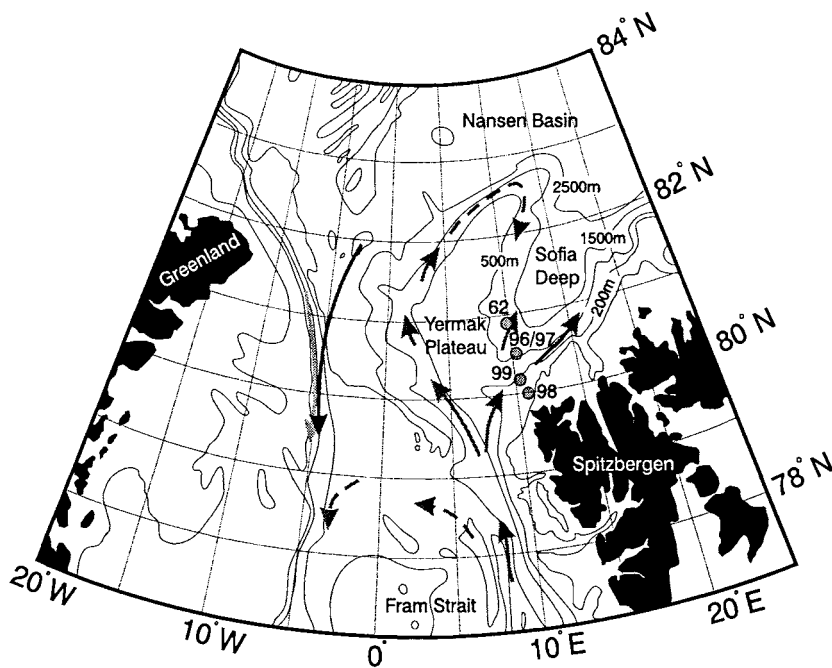 84°N
Nansen Basin
2500m
82°N
1500m
Greenland
Sofia
Deep
500m
200m
62
Yermak
Plateau
96/97
80°N
99
98
Spitzbergen
78°N
20°W
Fram Strait
20°E
10°W
10°E
0°